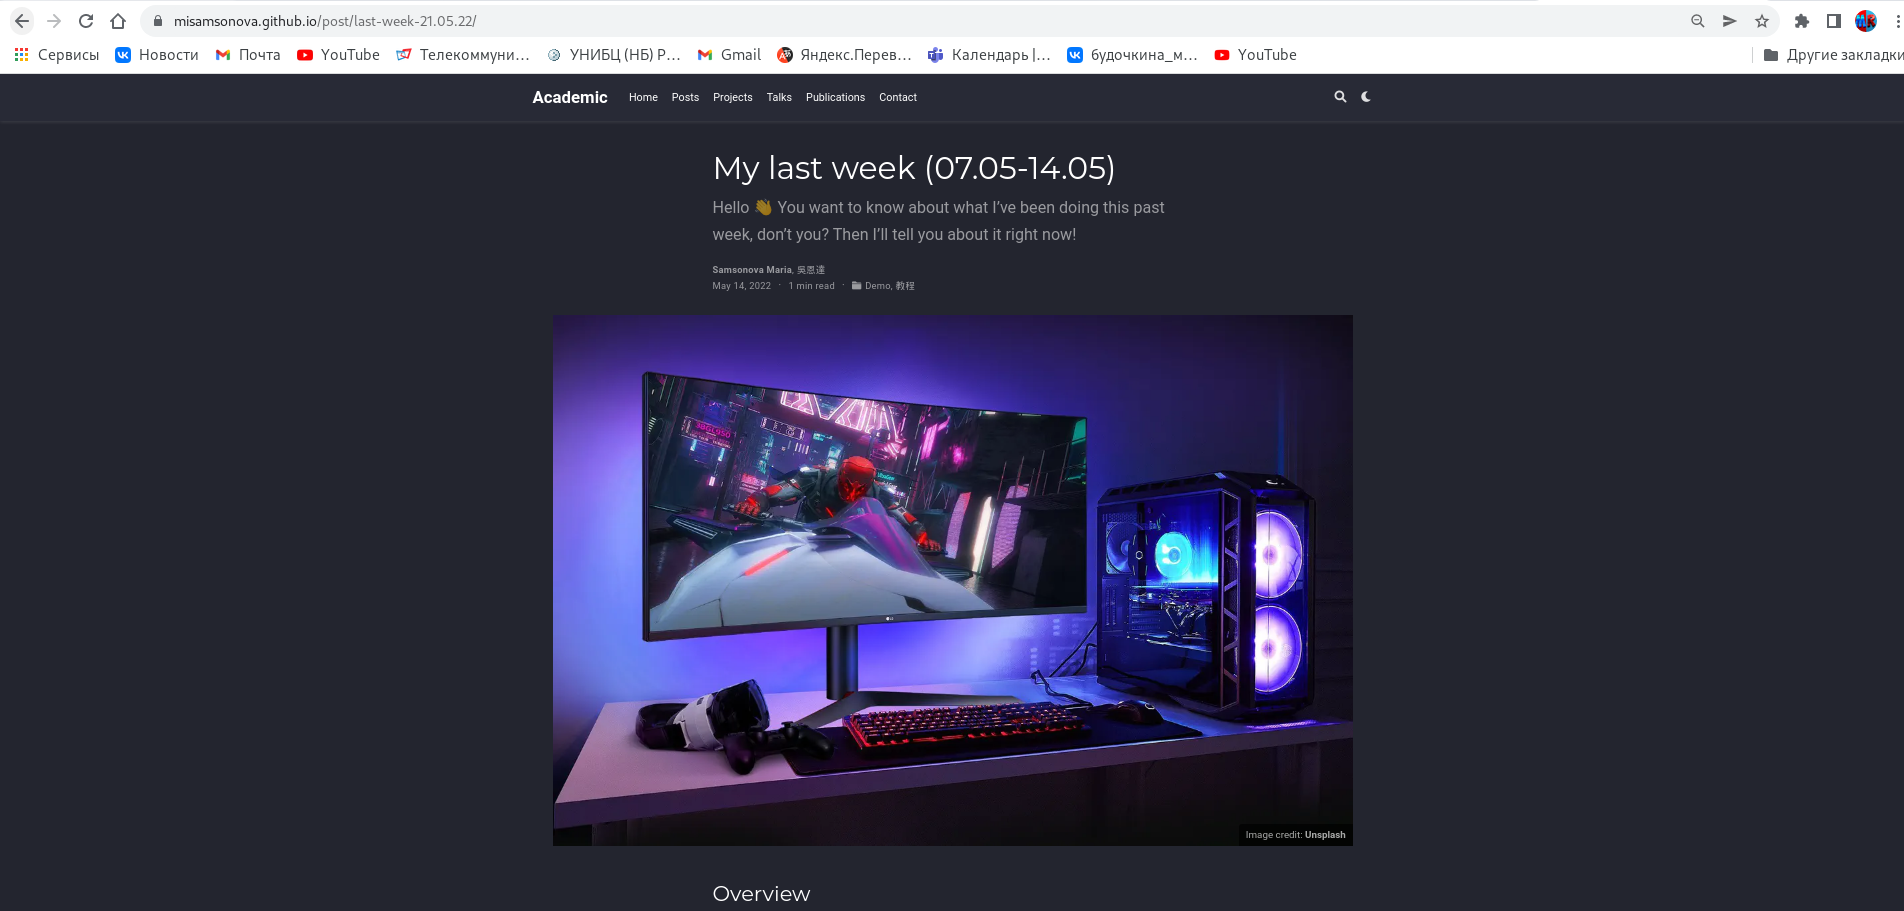 misamsonova.github.io/post/last-week-21.05.22/
Сервисы Новости Почта YouTube Телекоммуни... УНИБЦ (НБ) Р... Gmail Яндекс.Перев... Календарь |... будочкина_м... YouTube Другие закладки
Academic Home Posts Projects Talks Publications Contact
My last week (07.05-14.05)
Hello 👋 You want to know about what I’ve been doing this past
week, don’t you? Then I’ll tell you about it right now!
Samsonova Maria, 吳恩達
May 14, 2022 · 1 min read · Demo, 教程
38GL950
LG
Image credit: Unsplash
Overview